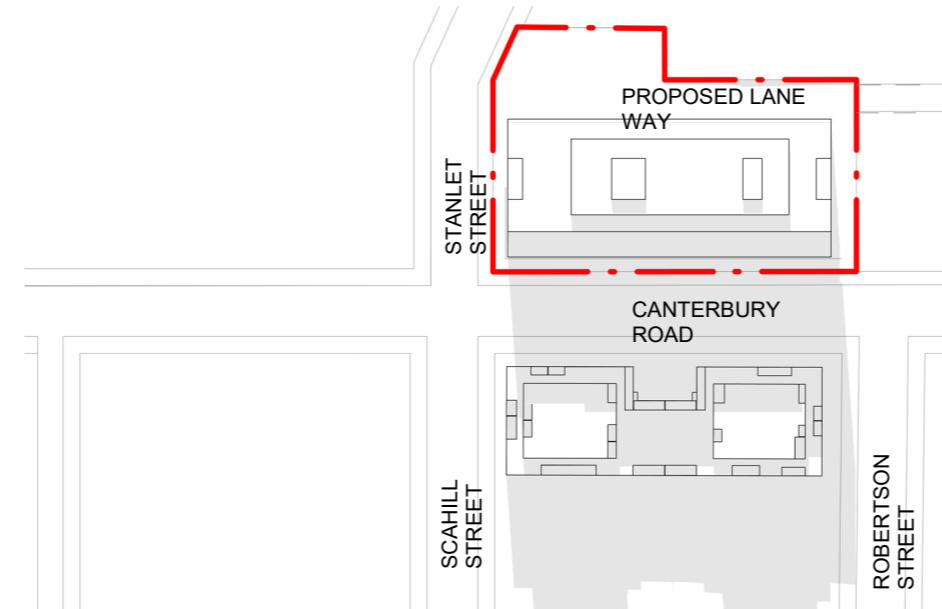 PROPOSED LANE
WAY
STANLET
STREET
CANTERBURY
ROAD
SCAHILL
STREET
ROBERTSON
STREET